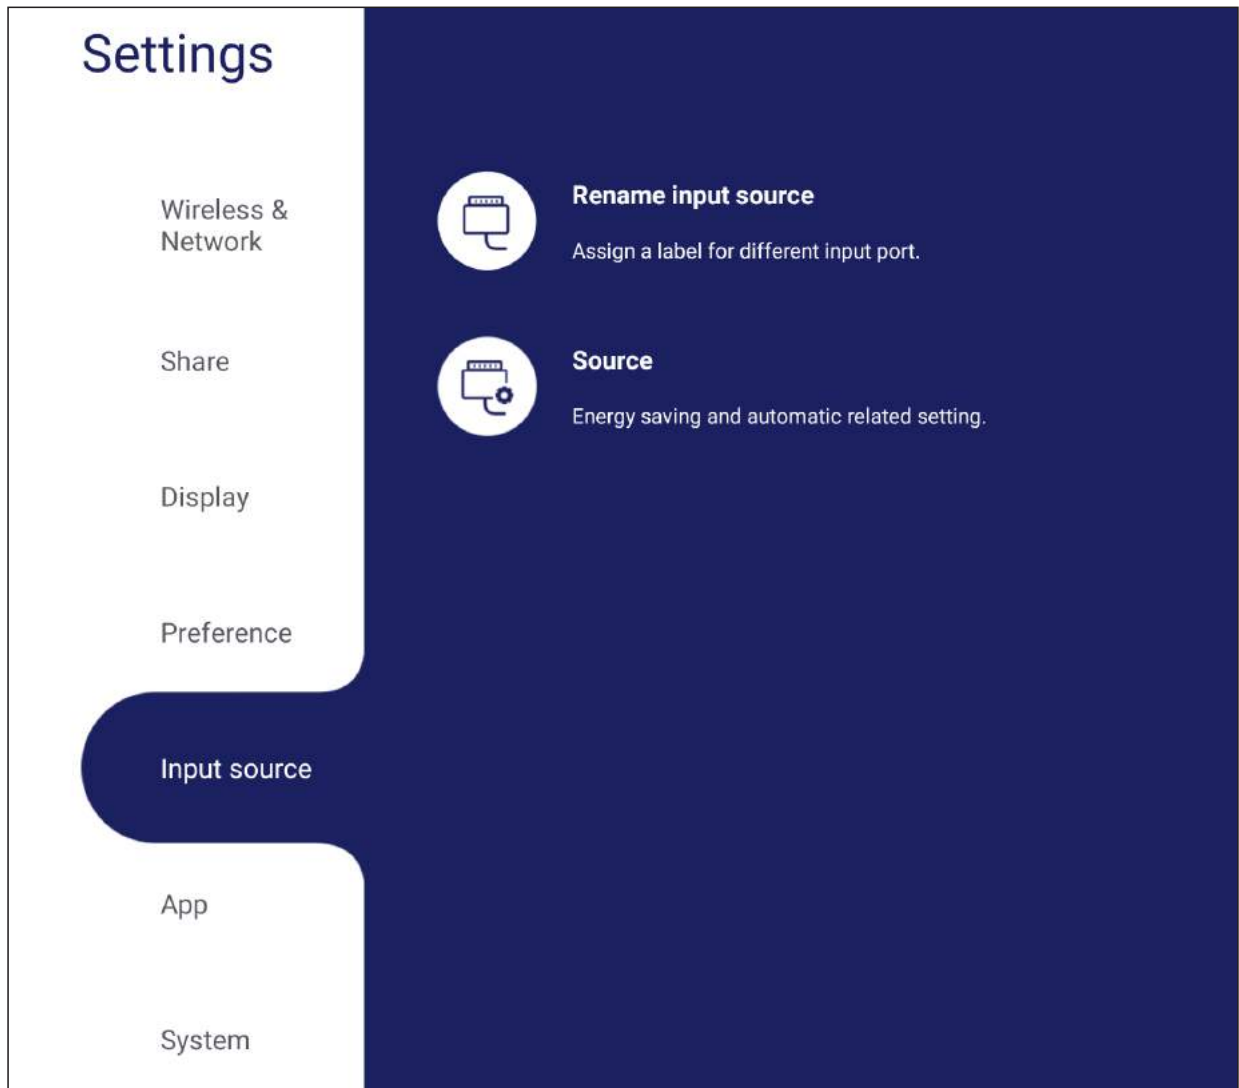 Settings
Wireless &
Network
Share
Display
Preference
Input source
App
System
Rename input source
Assign a label for different input port.
Source
Energy saving and automatic related setting.